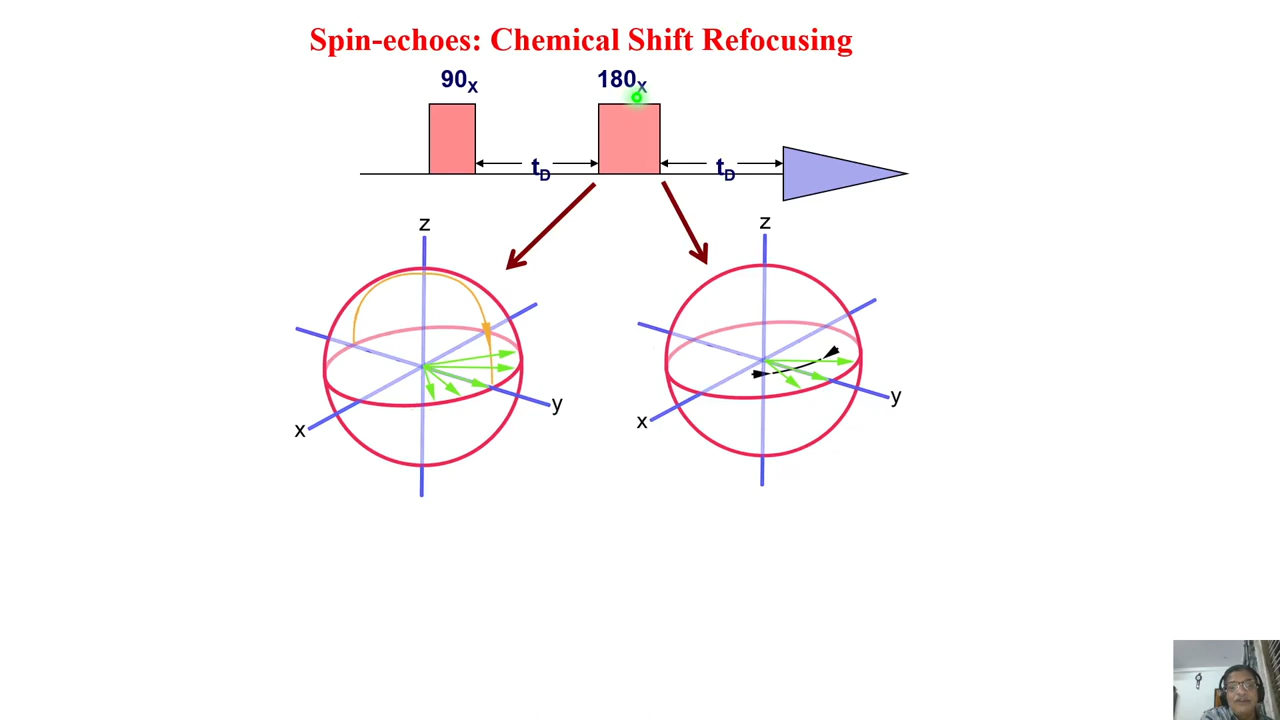 Spin-echoes: Chemical Shift Refocusing
90x 180x
tD tD
z z
y y
x x